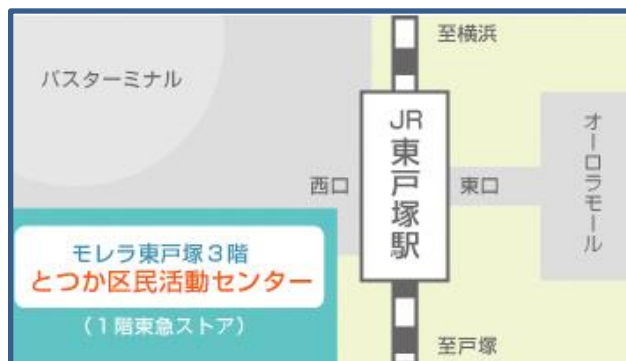 至横浜
バスターミナル
JR東戸塚駅
オーロラモール
西口
東口
モレラ東戸塚3階
とつか区民活動センター
(1階東急ストア)
至戸塚